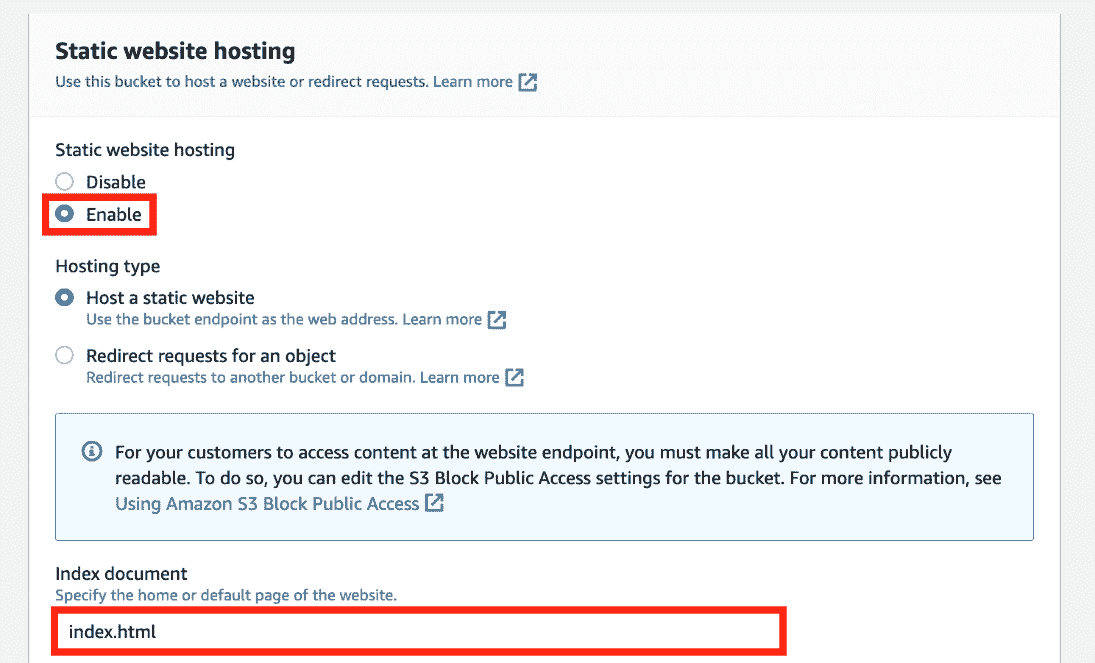 Static website hosting
Use this bucket to host a website or redirect requests. Learn more
Static website hosting
Disable
Enable
Hosting type
Host a static website
Use the bucket endpoint as the web address. Learn more
Redirect requests for an object
Redirect requests to another bucket or domain. Learn more
For your customers to access content at the website endpoint, you must make all your content publicly
readable. To do so, you can edit the S3 Block Public Access settings for the bucket. For more information, see
Using Amazon S3 Block Public Access
Index document
Specify the home or default page of the website.
index.html